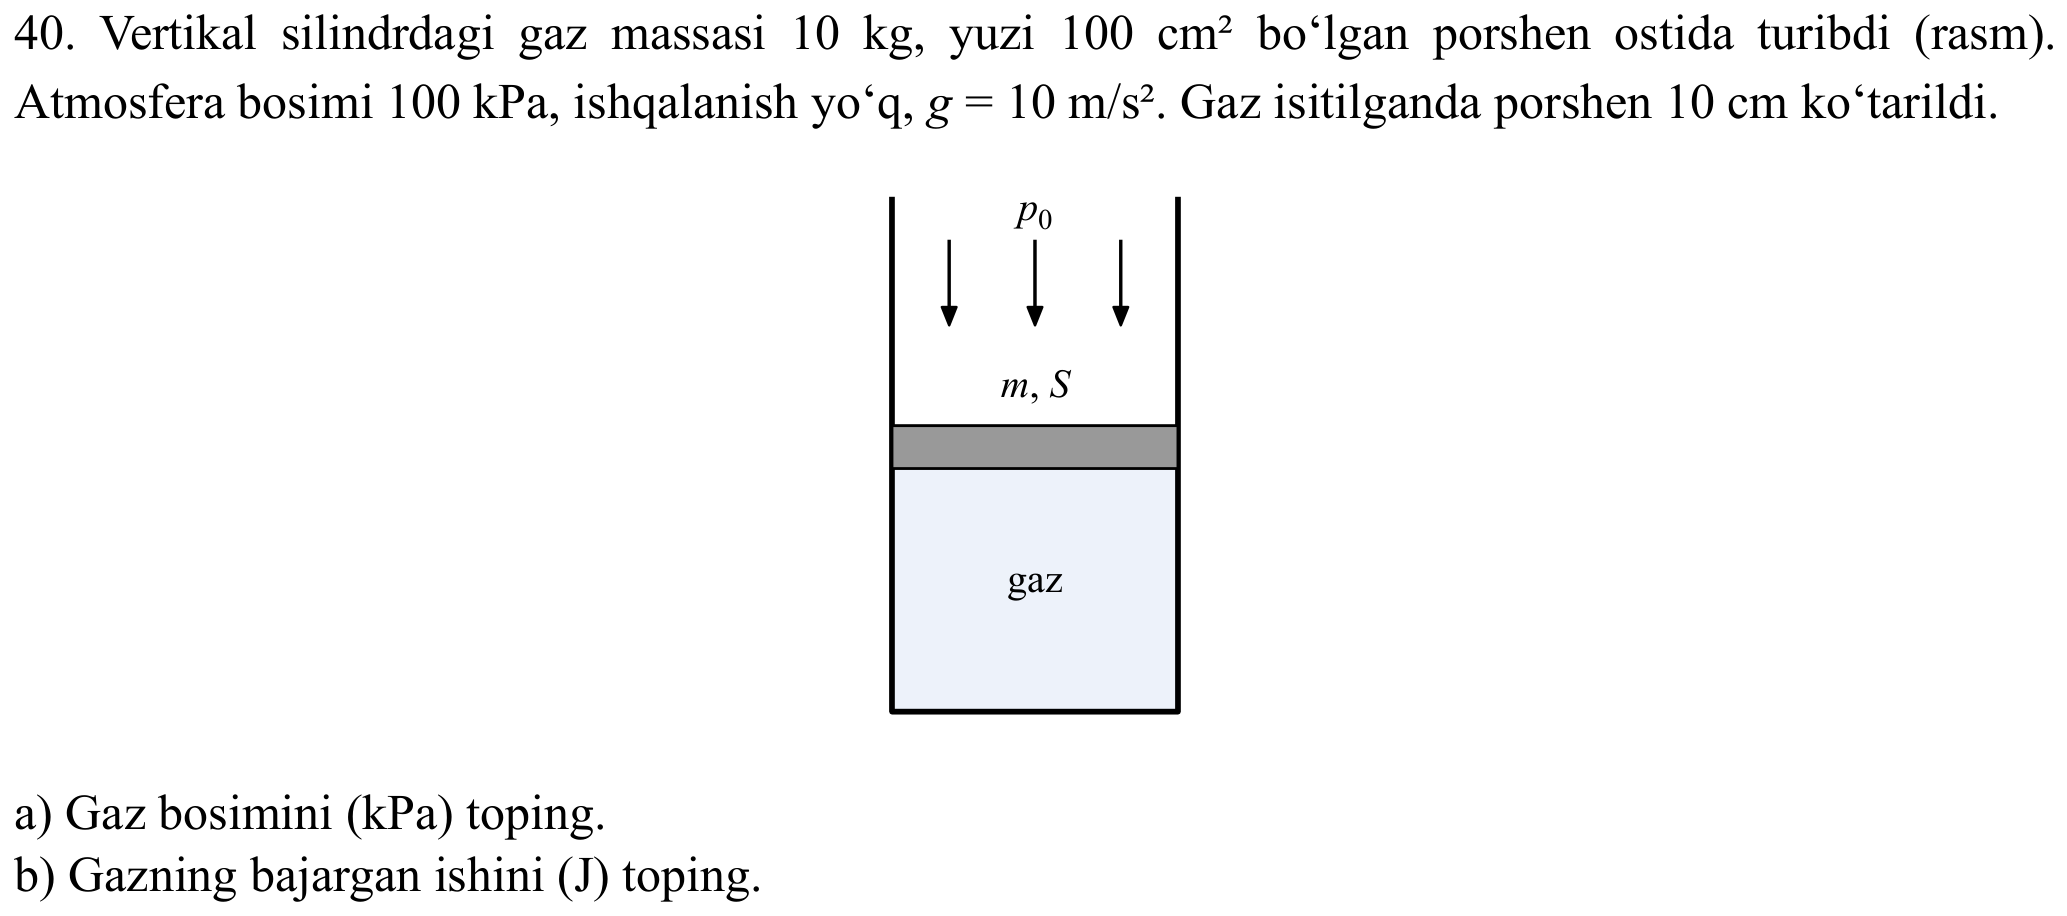 40. Vertikal silindrdagi gaz massasi 10 kg, yuzi 100 cm² bo‘lgan porshen ostida turibdi (rasm).
Atmosfera bosimi 100 kPa, ishqalanish yo‘q, g = 10 m/s². Gaz isitilganda porshen 10 cm ko‘tarildi.
p₀
m, S
gaz
a) Gaz bosimini (kPa) toping.
b) Gazning bajargan ishini (J) toping.